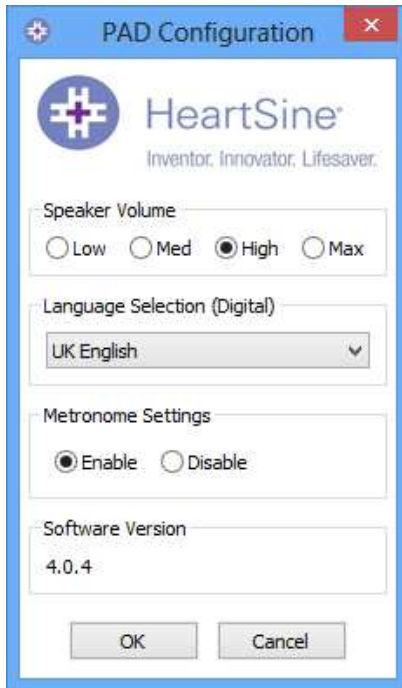 PAD Configuration
HeartSine®
Inventor. Innovator. Lifesaver.
Speaker Volume
Low Med High Max
Language Selection (Digital)
UK English
Metronome Settings
Enable Disable
Software Version
4.0.4
OK Cancel